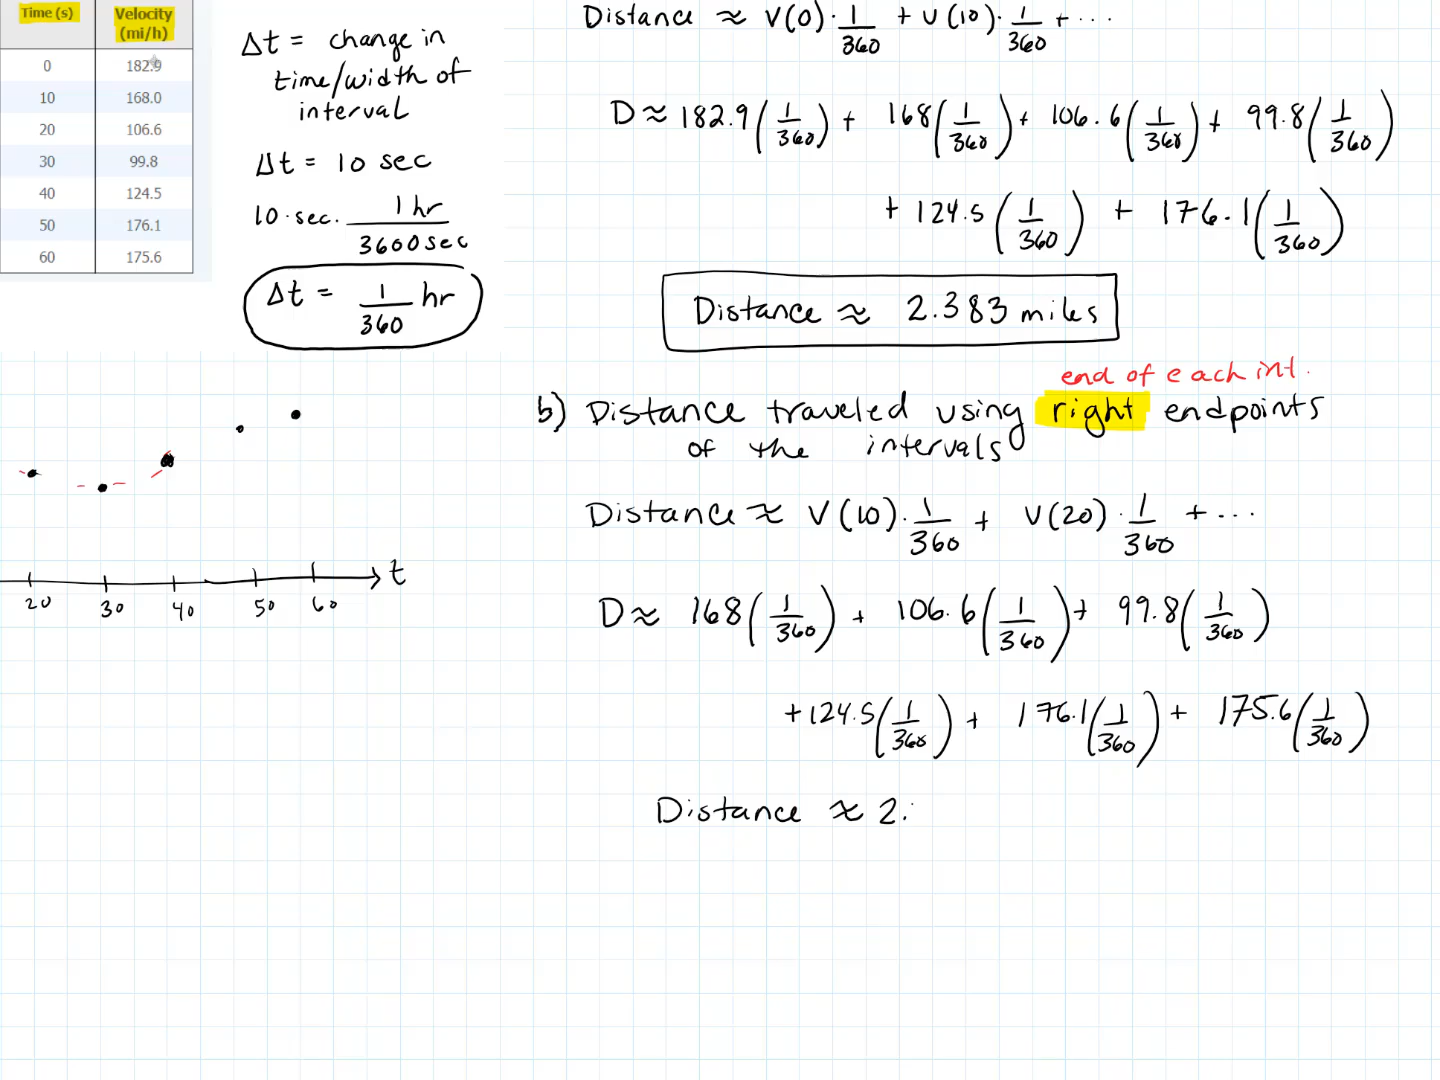 Time (s) Velocity (mi/h)
0 182.9
10 168.0
20 106.6
30 99.8
40 124.5
50 176.1
60 175.6
Δt = change in
time/width of
interval
Δt = 10 sec
10 · sec. 1 hr / 3600 sec
Δt = 1/360 hr
20 30 40 50 60 t
Distance ≈ V(0) · 1/360 + V(10) · 1/360 + ...
D ≈ 182.9 (1/360) + 168 (1/360) + 106.6 (1/360) + 99.8 (1/360)
+ 124.5 (1/360) + 176.1 (1/360)
Distance ≈ 2.383 miles
end of each int.
b) Distance traveled using right endpoints
of the intervals
Distance ≈ V(10) · 1/360 + V(20) · 1/360 + ...
D ≈ 168 (1/360) + 106.6 (1/360) + 99.8 (1/360)
+ 124.5 (1/360) + 176.1 (1/360) + 175.6 (1/360)
Distance ≈ 2.